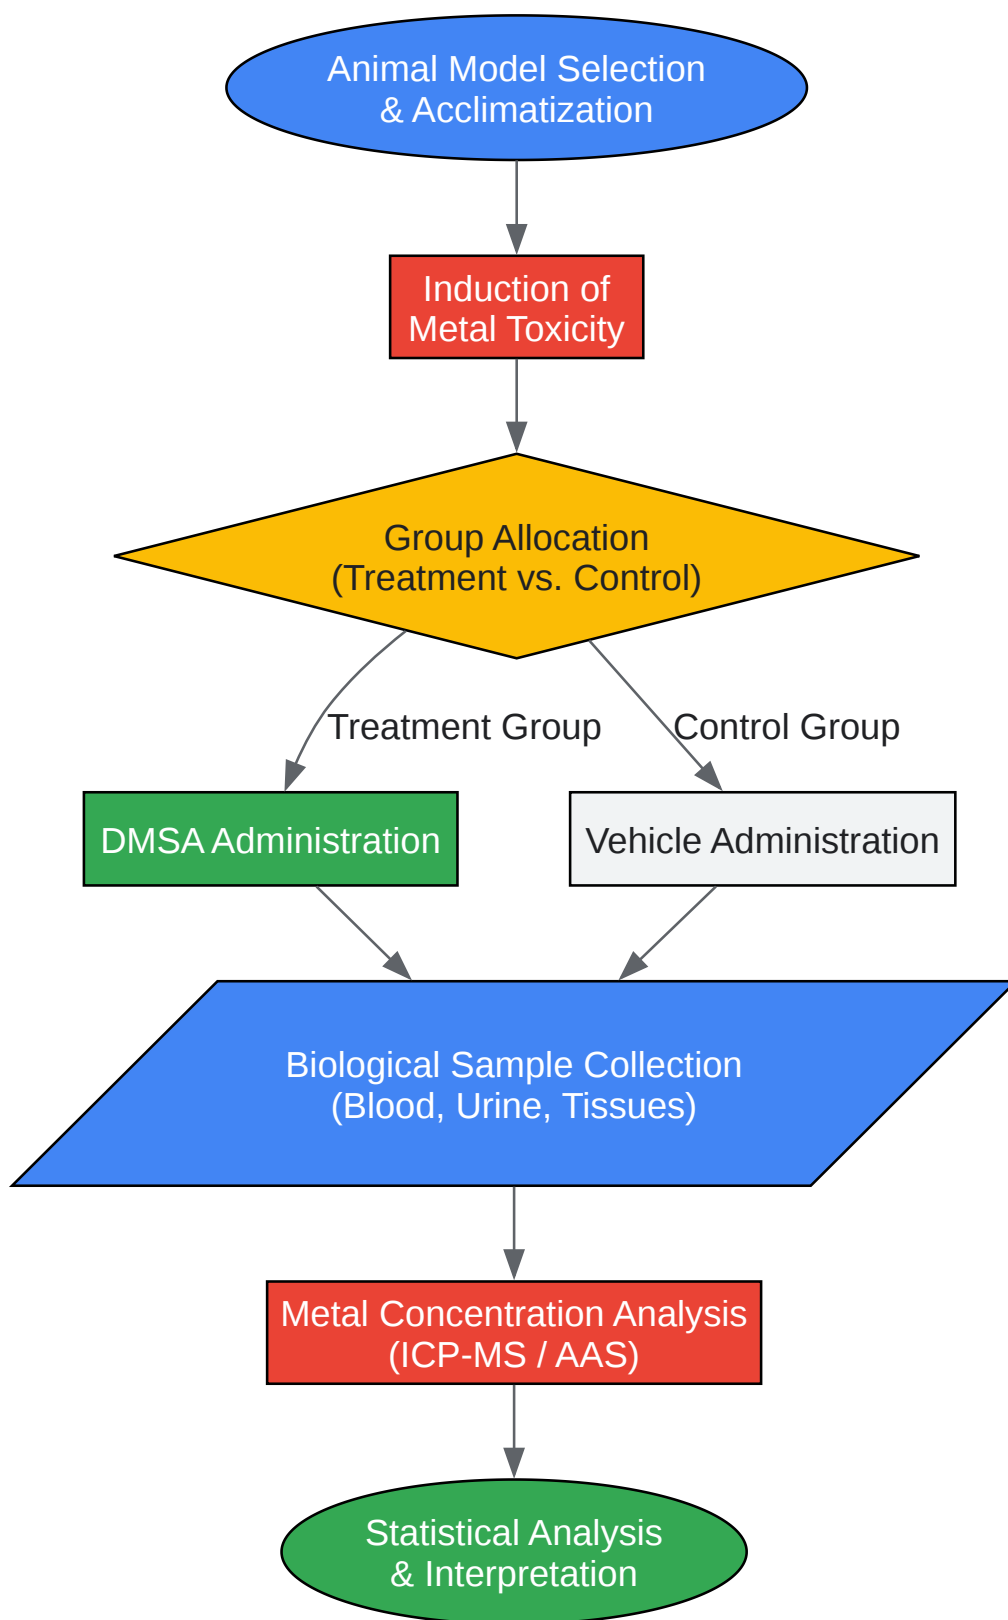 Animal Model Selection
& Acclimatization
Induction of
Metal Toxicity
Group Allocation
(Treatment vs. Control)
Treatment Group
Control Group
DMSA Administration
Vehicle Administration
Biological Sample Collection
(Blood, Urine, Tissues)
Metal Concentration Analysis
(ICP-MS / AAS)
Statistical Analysis
& Interpretation